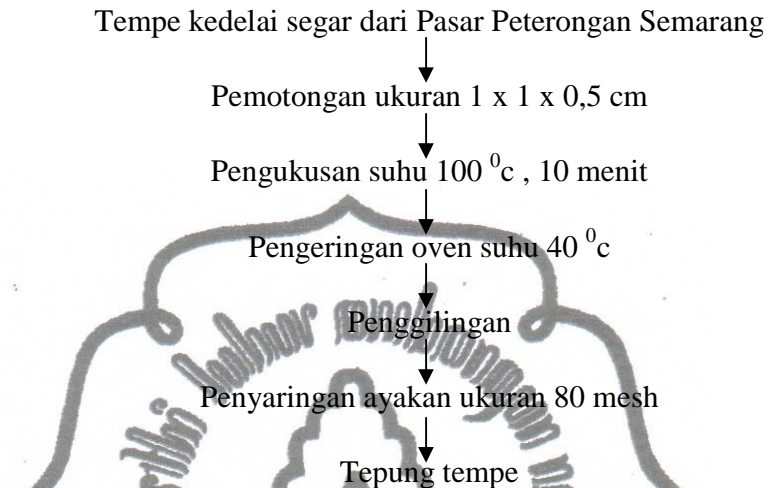 Tempe kedelai segar dari Pasar Peterongan Semarang
Pemotongan ukuran 1 x 1 x 0,5 cm
Pengukusan suhu 100 ⁰c , 10 menit
Pengeringan oven suhu 40 ⁰c
Penggilingan
Penyaringan ayakan ukuran 80 mesh
Tepung tempe